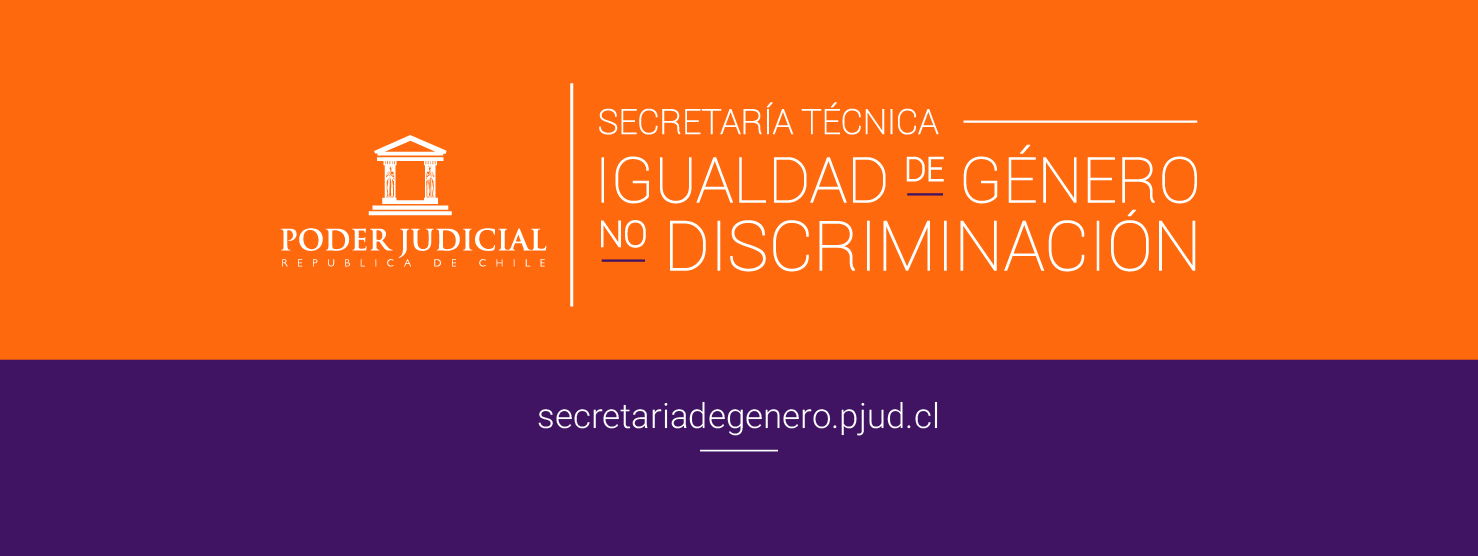 PODER JUDICIAL
REPUBLICA DE CHILE
SECRETARÍA TÉCNICA
IGUALDAD DE GÉNERO
NO DISCRIMINACIÓN
secretariadegenero.pjud.cl